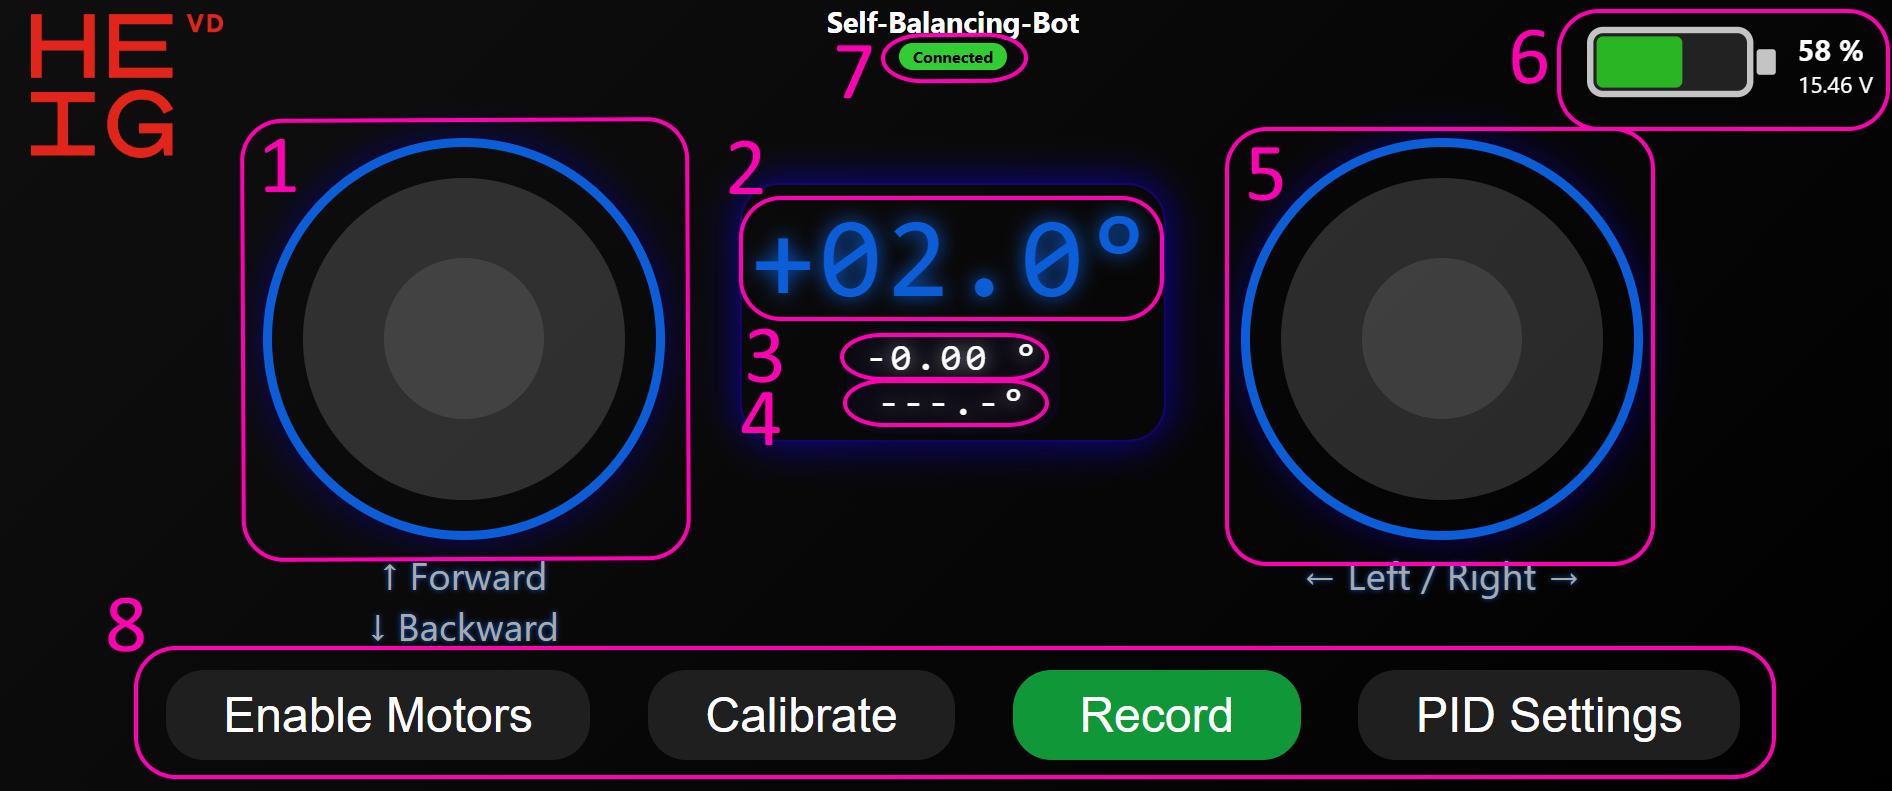 HE VD
IG
Self-Balancing-Bot
7
Connected
6
58 %
15.46 V
1
2
+02.0°
3
-0.00 °
4
---.-°
5
↑ Forward
↓ Backward
← Left / Right →
8
Enable Motors
Calibrate
Record
PID Settings